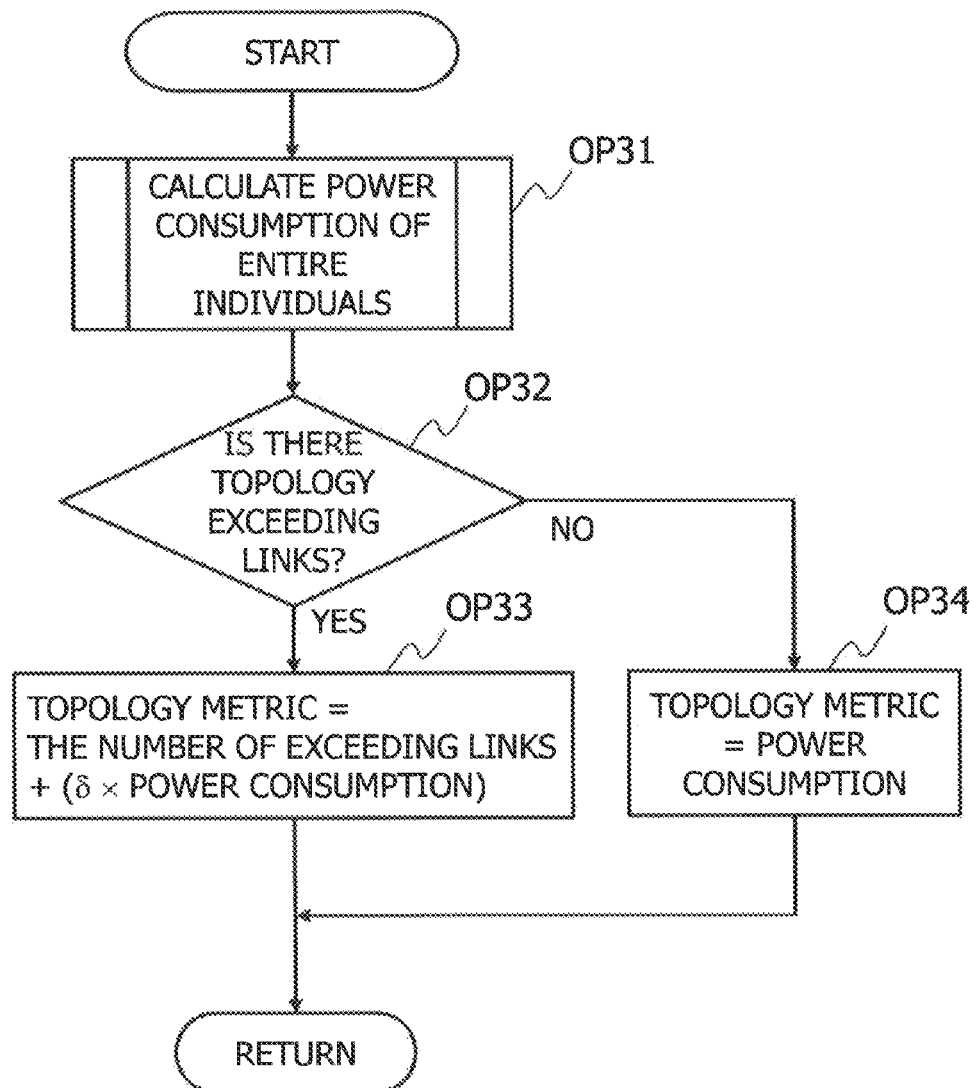 START
OP31
CALCULATE POWER
CONSUMPTION OF
ENTIRE
INDIVIDUALS
OP32
IS THERE
TOPOLOGY
EXCEEDING
LINKS?
NO
YES
OP33
TOPOLOGY METRIC =
THE NUMBER OF EXCEEDING LINKS
+ (δ × POWER CONSUMPTION)
OP34
TOPOLOGY METRIC
= POWER
CONSUMPTION
RETURN